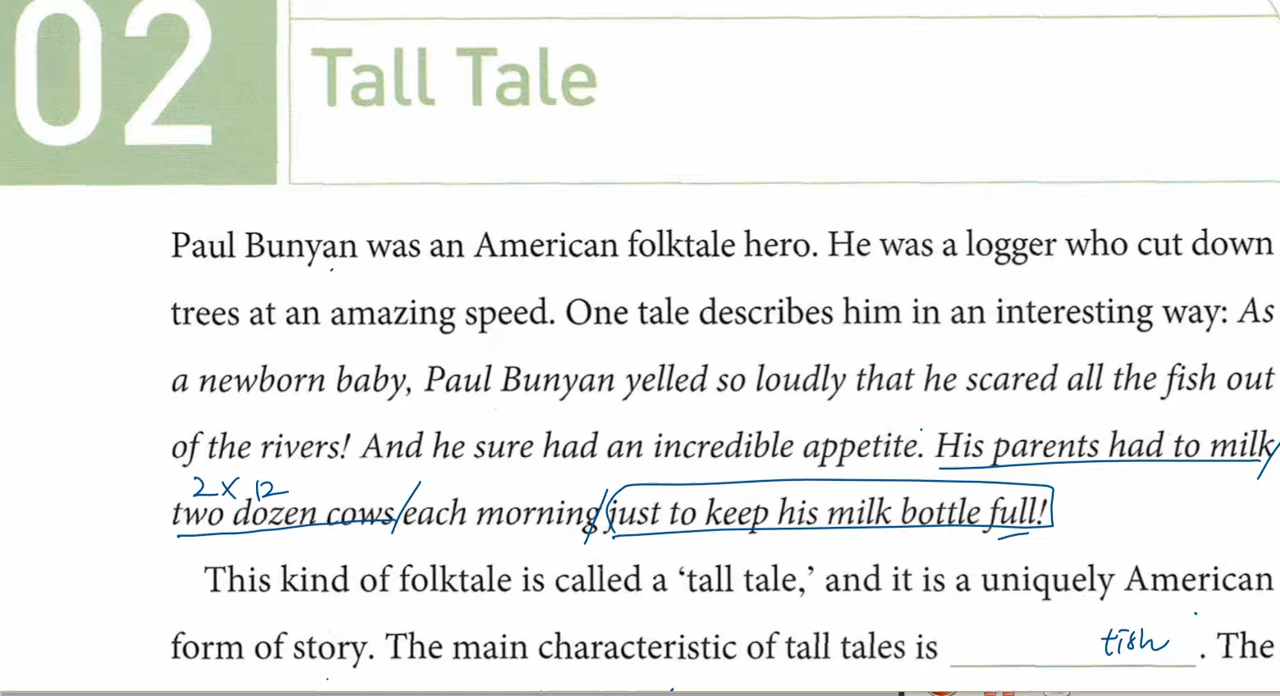 02
Tall Tale
Paul Bunyan was an American folktale hero. He was a logger who cut down
trees at an amazing speed. One tale describes him in an interesting way: As
a newborn baby, Paul Bunyan yelled so loudly that he scared all the fish out
of the rivers! And he sure had an incredible appetite. His parents had to milk
2 x 12
two dozen cows each morning just to keep his milk bottle full!
This kind of folktale is called a ‘tall tale,’ and it is a uniquely American
form of story. The main characteristic of tall tales is ____________ . The